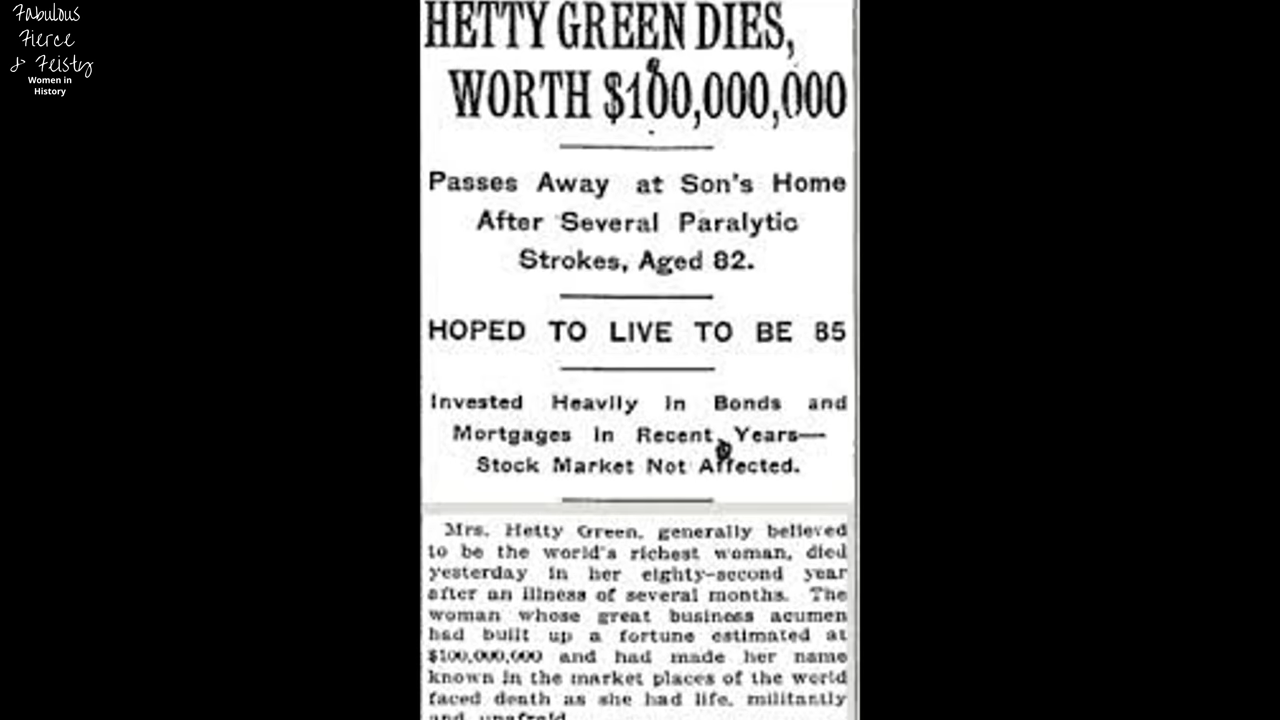 Fabulous
Fierce
& Feisty
Women in
History
HETTY GREEN DIES,
WORTH $100,000,000
Passes Away at Son's Home
After Several Paralytic
Strokes, Aged 82.
HOPED TO LIVE TO BE 85
Invested Heavily in Bonds and
Mortgages in Recent Years—
Stock Market Not Affected.
Mrs. Hetty Green, generally believed
to be the world's richest woman, died
yesterday in her eighty-second year
after an illness of several months. The
woman whose great business acumen
had built up a fortune estimated at
$100,000,000 and had made her name
known in the market places of the world
faced death as she had life, militantly
and unafraid